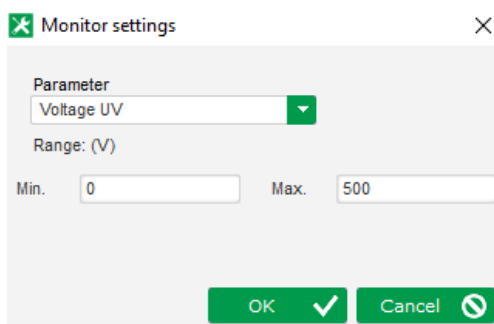 Monitor settings
Parameter
Voltage UV
Range: (V)
Min. 0 Max. 500
OK Cancel